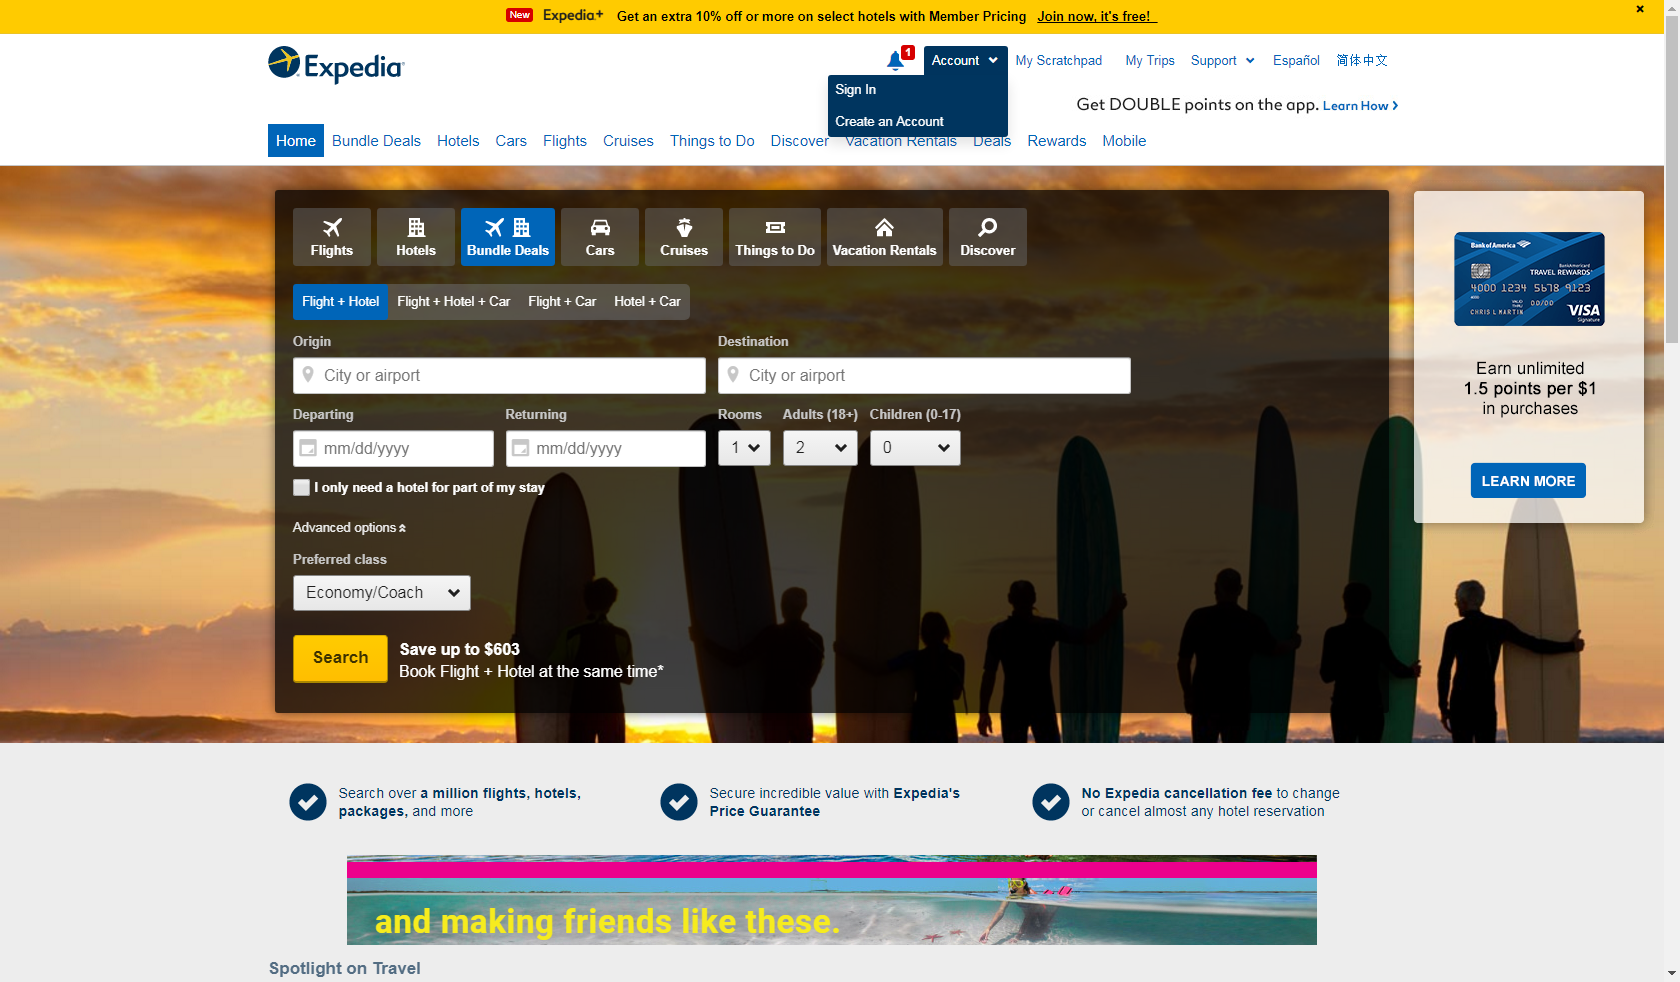 New Expedia+ Get an extra 10% off or more on select hotels with Member Pricing Join now, it's free!
Expedia
1 Account My Scratchpad My Trips Support Español 简体中文
Sign In
Create an Account
Get DOUBLE points on the app. Learn How
Home Bundle Deals Hotels Cars Flights Cruises Things to Do Discover Vacation Rentals Deals Rewards Mobile
Flights Hotels Bundle Deals Cars Cruises Things to Do Vacation Rentals Discover
Flight + Hotel Flight + Hotel + Car Flight + Car Hotel + Car
Origin Destination
City or airport City or airport
Departing Returning Rooms Adults (18+) Children (0-17)
mm/dd/yyyy mm/dd/yyyy 1 2 0
I only need a hotel for part of my stay
Advanced options
Preferred class
Economy/Coach
Search
Save up to $603
Book Flight + Hotel at the same time*
Bank of America
BankAmericard
TRAVEL REWARDS
4000 1234 5678 9123
VALID THRU 00/00
CHRIS L MARTIN
VISA
Signature
Earn unlimited
1.5 points per $1
in purchases
LEARN MORE
Search over a million flights, hotels,
packages, and more
Secure incredible value with Expedia's
Price Guarantee
No Expedia cancellation fee to change
or cancel almost any hotel reservation
and making friends like these.
Spotlight on Travel